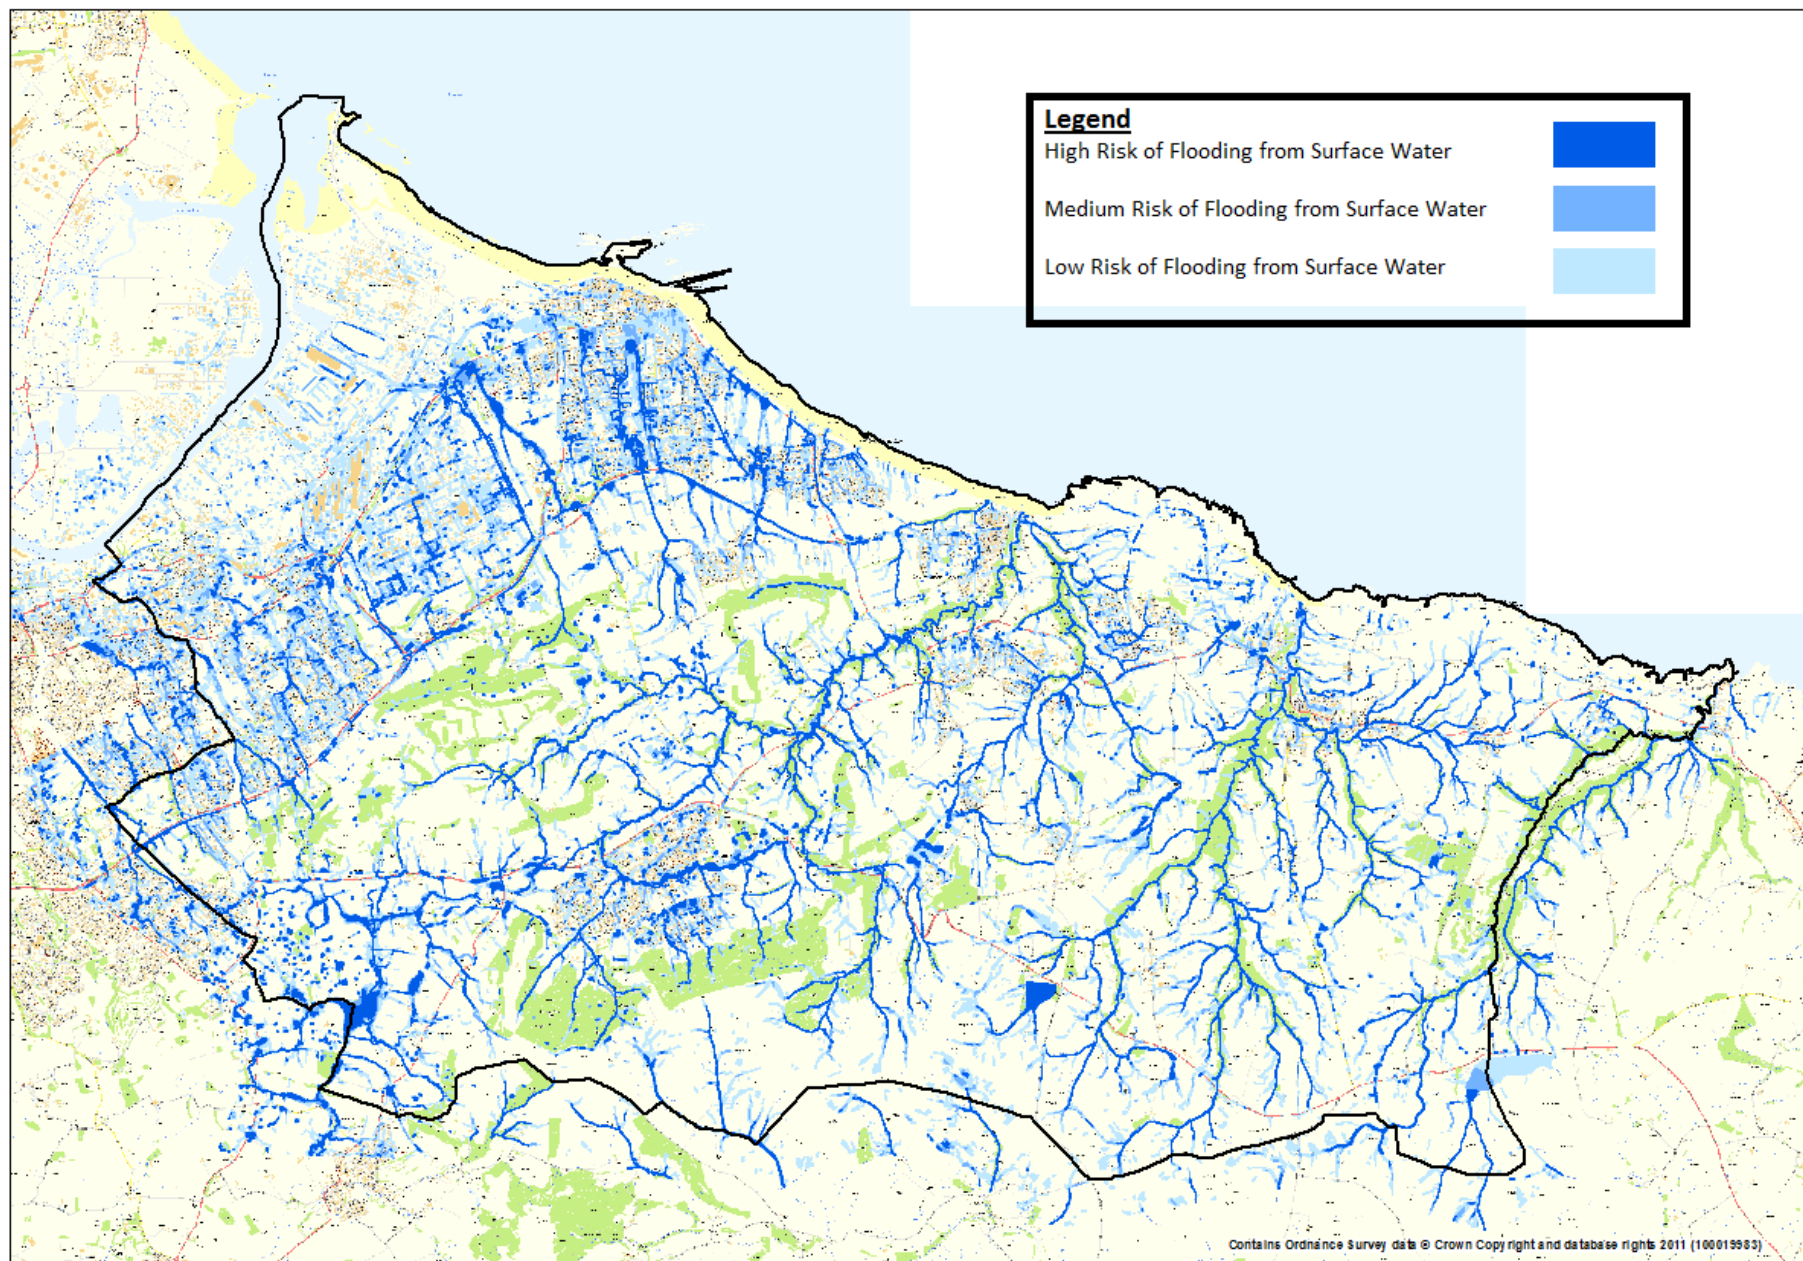 Legend
High Risk of Flooding from Surface Water
Medium Risk of Flooding from Surface Water
Low Risk of Flooding from Surface Water
Contains Ordnance Survey data © Crown Copyright and database rights 2011 (100019983)